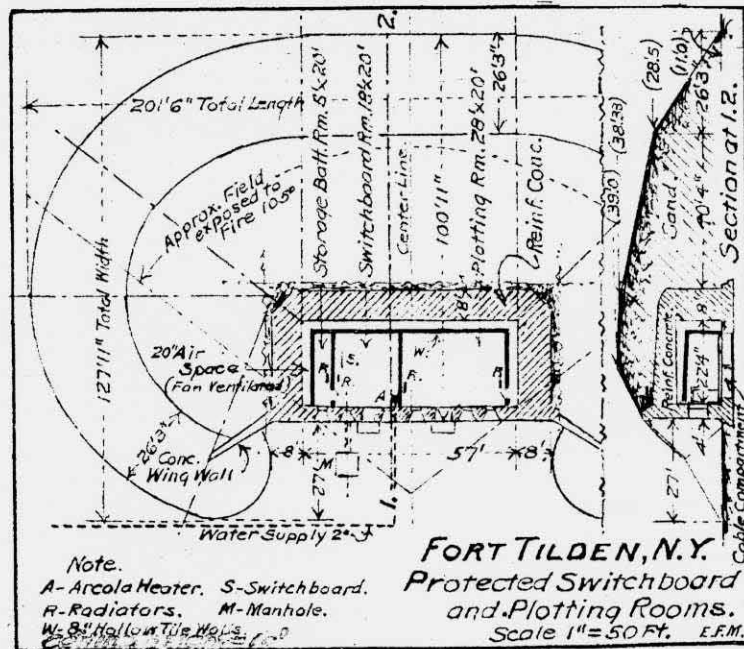 2.
201'6" Total Length
Storage Batt. Rm. 8'x20'
Switchboard Rm. 18'x20'
Center Line
100'11"
Plotting Rm. 28'x20'
26'3"
Reinf. Conc.
Approx. Field
exposed to
Fire 105°
127'11" Total Width
20" Air
Space
(Fan Ventilated)
R.
S.
R.
W.
R.
R
A
26'3"
Conc.
Wing Wall
8'
27'
M
1.
57'
8'
Water Supply 2"
(28.5)
(11.0)
26'3"
(38.33)
(39.0)
Sand.
Section at 1.2.
8'
Reinf. Concrete
22'4"
4'
27'
Cable Compartment
Note.
A-Arcola Heater. S-Switchboard.
R-Radiators. M-Manhole.
W-8" Hollow Tile Walls
FORT TILDEN, N.Y.
Protected Switchboard
and Plotting Rooms.
Scale 1"=50 Ft. E.F.M.